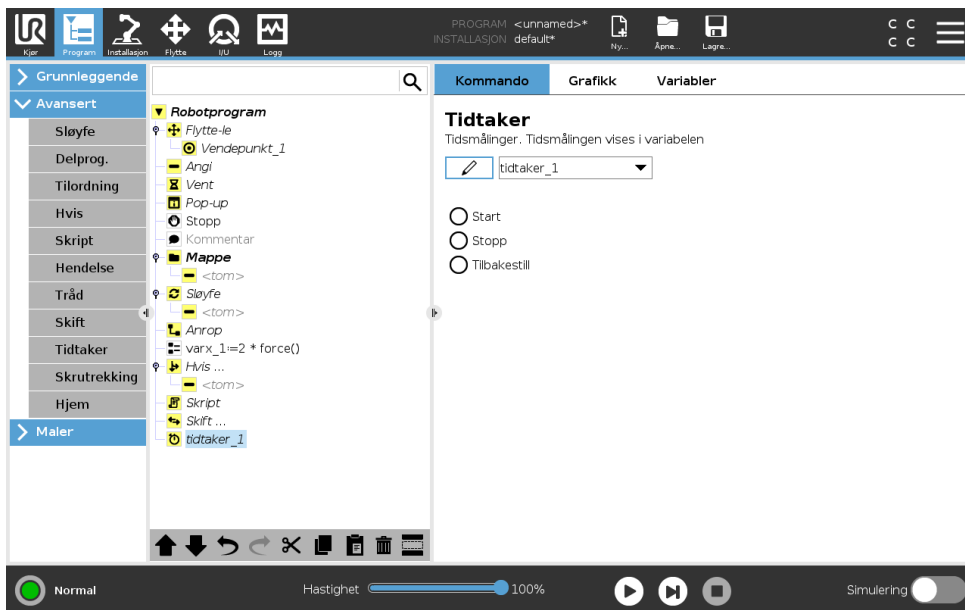 PROGRAM <unnamed>*
INSTALLASJON default*
C C
C C
Kjør Program Installasjon Flytte I/U Logg Ny... Åpne... Lagre...
Grunnleggende
Avansert
Sløyfe
Delprog.
Tilordning
Hvis
Skript
Hendelse
Tråd
Skift
Tidtaker
Skrutrekking
Hjem
Maler
Robotprogram
Flytte-le
Vendepunkt_1
Angi
Vent
Pop-up
Stopp
Kommentar
Mappe
<tom>
Sløyfe
<tom>
Anrop
varx_1:=2 * force()
Hvis ...
<tom>
Skript
Skift ...
tidtaker_1
Kommando Grafikk Variabler
Tidtaker
Tidsmålinger. Tidsmålingen vises i variabelen
tidtaker_1
Start
Stopp
Tilbakestill
Normal Hastighet 100% Simulering